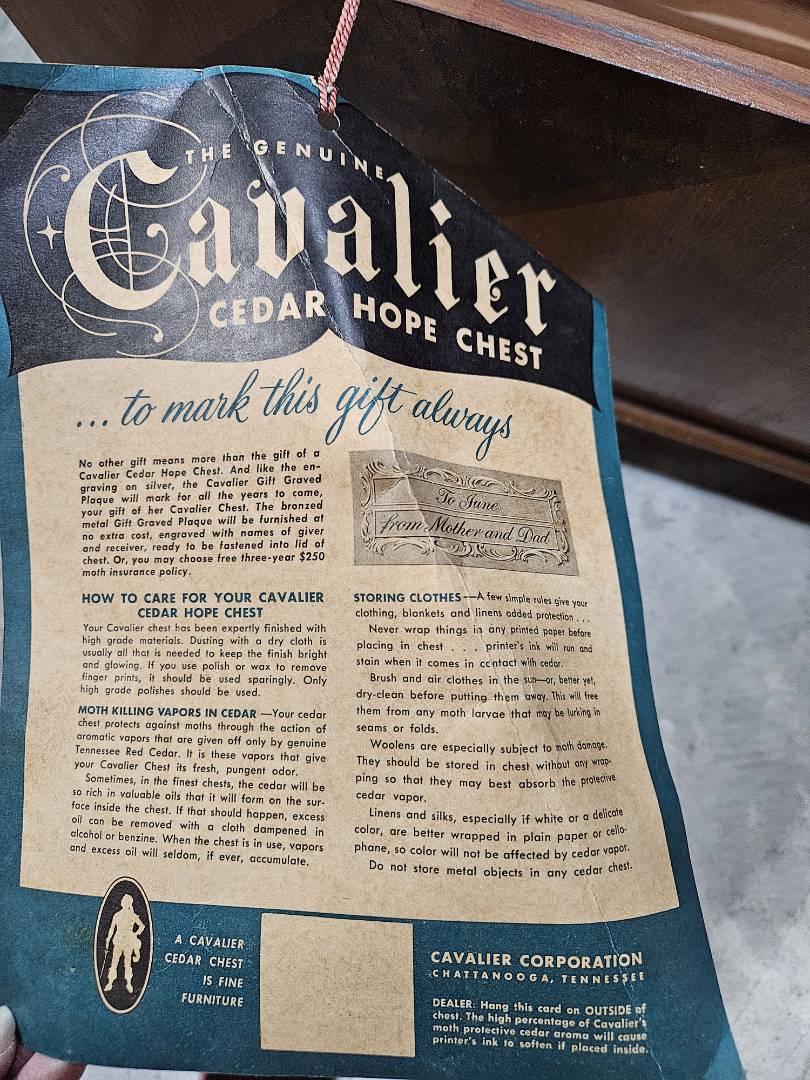 THE GENUINE
Cavalier
CEDAR HOPE CHEST
... to mark this gift always
No other gift means more than the gift of a
Cavalier Cedar Hope Chest. And like the en-
graving on silver, the Cavalier Gift Graved
Plaque will mark for all the years to come,
your gift of her Cavalier Chest. The bronzed
metal Gift Graved Plaque will be furnished at
no extra cost, engraved with names of giver
and receiver, ready to be fastened into lid of
chest. Or, you may choose free three-year $250
moth insurance policy.
To June
from Mother and Dad
HOW TO CARE FOR YOUR CAVALIER
CEDAR HOPE CHEST
Your Cavalier chest has been expertly finished with
high grade materials. Dusting with a dry cloth is
usually all that is needed to keep the finish bright
and glowing. If you use polish or wax to remove
finger prints, it should be used sparingly. Only
high grade polishes should be used.
MOTH KILLING VAPORS IN CEDAR—Your cedar
chest protects against moths through the action of
aromatic vapors that are given off only by genuine
Tennessee Red Cedar. It is these vapors that give
your Cavalier Chest its fresh, pungent odor.
Sometimes, in the finest chests, the cedar will be
so rich in valuable oils that it will form on the sur-
face inside the chest. If that should happen, excess
oil can be removed with a cloth dampened in
alcohol or benzine. When the chest is in use, vapors
and excess oil will seldom, if ever, accumulate.
STORING CLOTHES—A few simple rules give your
clothing, blankets and linens added protection ...
Never wrap things in any printed paper before
placing in chest . . . printer's ink will run and
stain when it comes in contact with cedar.
Brush and air clothes in the sun—or, better yet,
dry-clean before putting them away. This will free
them from any moth larvae that may be lurking in
seams or folds.
Woolens are especially subject to moth damage.
They should be stored in chest without any wrap-
ping so that they may best absorb the protective
cedar vapor.
Linens and silks, especially if white or a delicate
color, are better wrapped in plain paper or cello-
phane, so color will not be affected by cedar vapor.
Do not store metal objects in any cedar chest.
A CAVALIER
CEDAR CHEST
IS FINE
FURNITURE
CAVALIER CORPORATION
CHATTANOOGA, TENNESSEE
DEALER: Hang this card on OUTSIDE of
chest. The high percentage of Cavalier's
moth protective cedar aroma will cause
printer's ink to soften if placed inside.